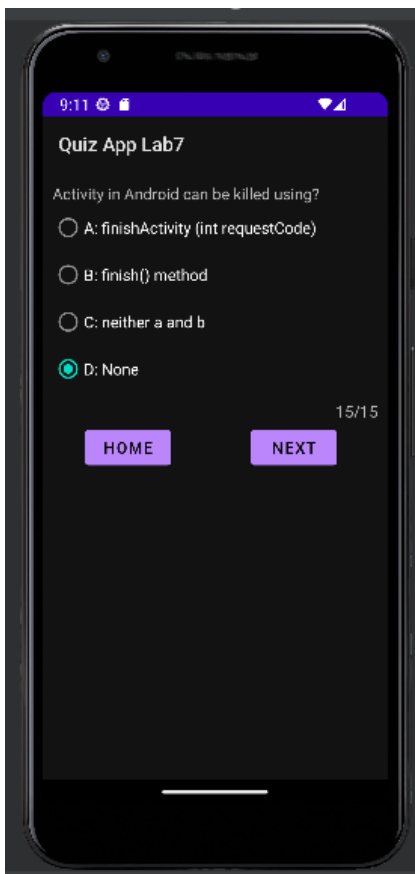 9:11
Quiz App Lab7
Activity in Android can be killed using?
A: finishActivity (int requestCode)
B: finish() method
C: neither a and b
D: None
15/15
HOME NEXT